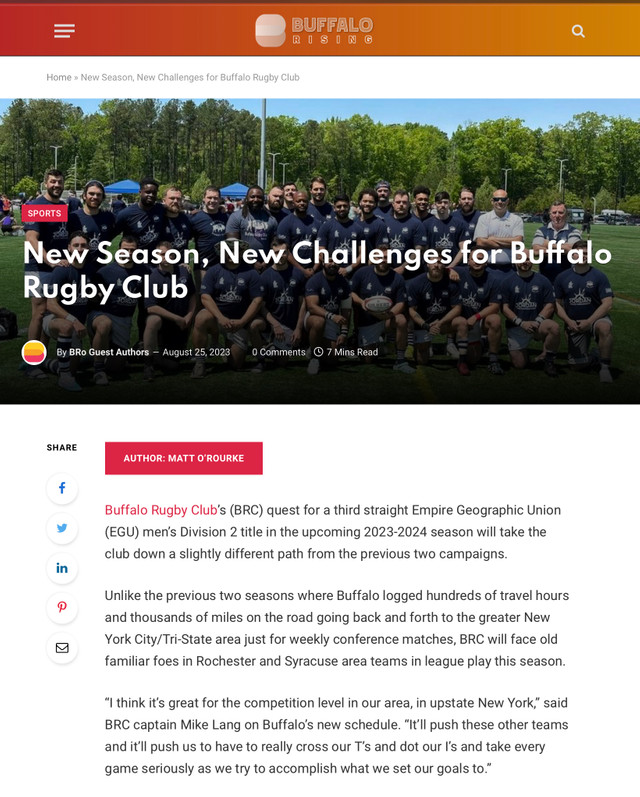 BUFFALO
RISING
Home » New Season, New Challenges for Buffalo Rugby Club
SPORTS
New Season, New Challenges for Buffalo
Rugby Club
By BRo Guest Authors — August 25, 2023 0 Comments 7 Mins Read
SHARE
AUTHOR: MATT O'ROURKE
Buffalo Rugby Club’s (BRC) quest for a third straight Empire Geographic Union
(EGU) men’s Division 2 title in the upcoming 2023-2024 season will take the
club down a slightly different path from the previous two campaigns.
Unlike the previous two seasons where Buffalo logged hundreds of travel hours
and thousands of miles on the road going back and forth to the greater New
York City/Tri-State area just for weekly conference matches, BRC will face old
familiar foes in Rochester and Syracuse area teams in league play this season.
“I think it’s great for the competition level in our area, in upstate New York,” said
BRC captain Mike Lang on Buffalo’s new schedule. “It’ll push these other teams
and it’ll push us to have to really cross our T’s and dot our I’s and take every
game seriously as we try to accomplish what we set our goals to.”